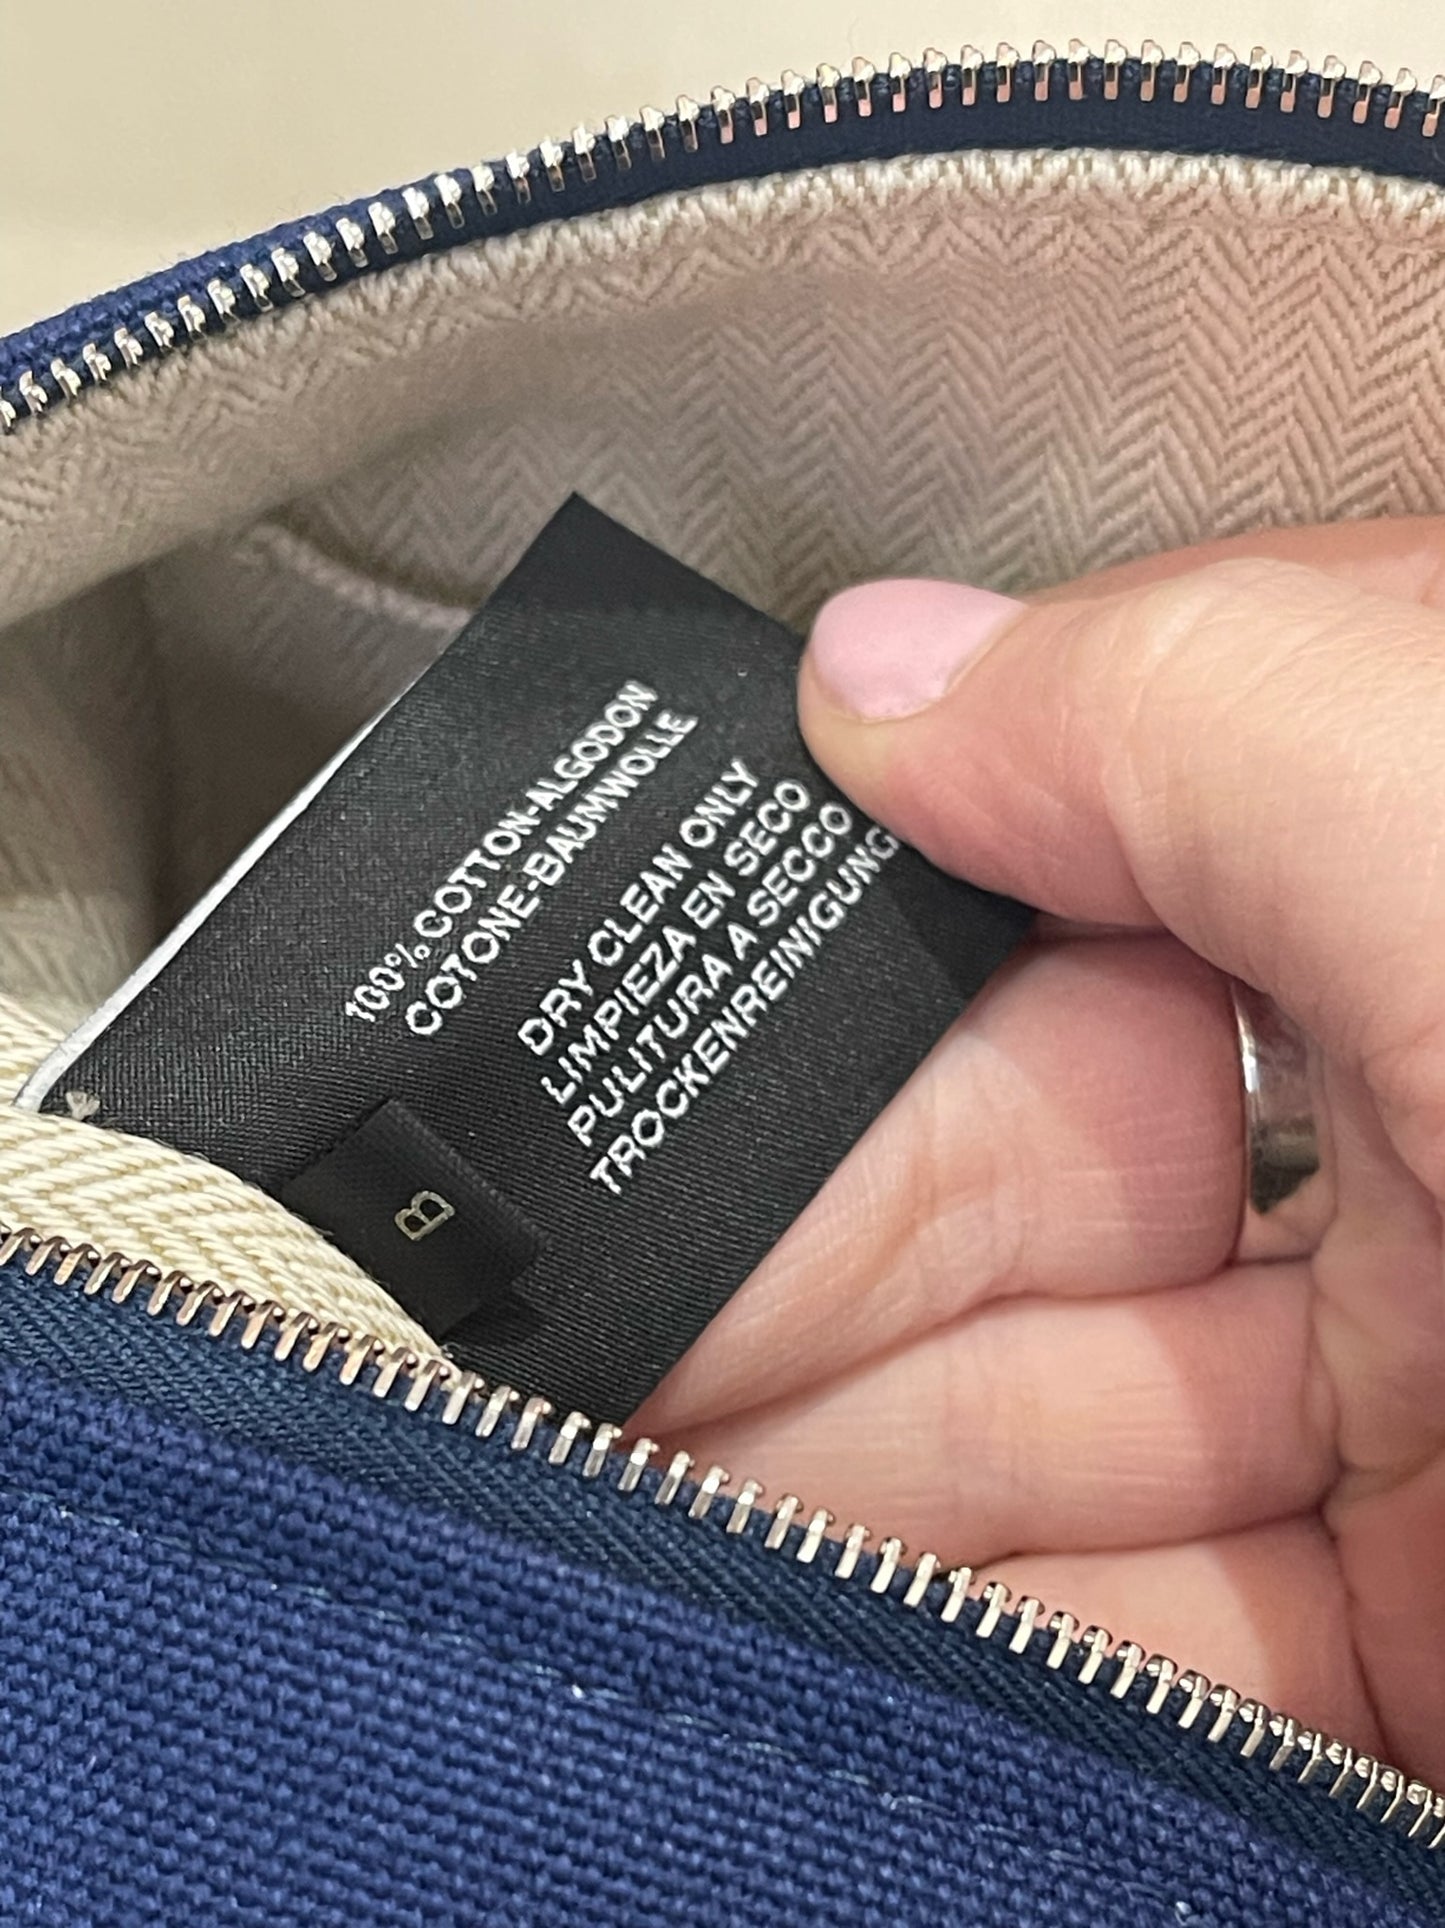 100% COTTON-ALGODON
COTONE-BAUMWOLLE
DRY CLEAN ONLY
LIMPIEZA EN SECO
PULITURA A SECCO
TROCKENREINIGUNG
B